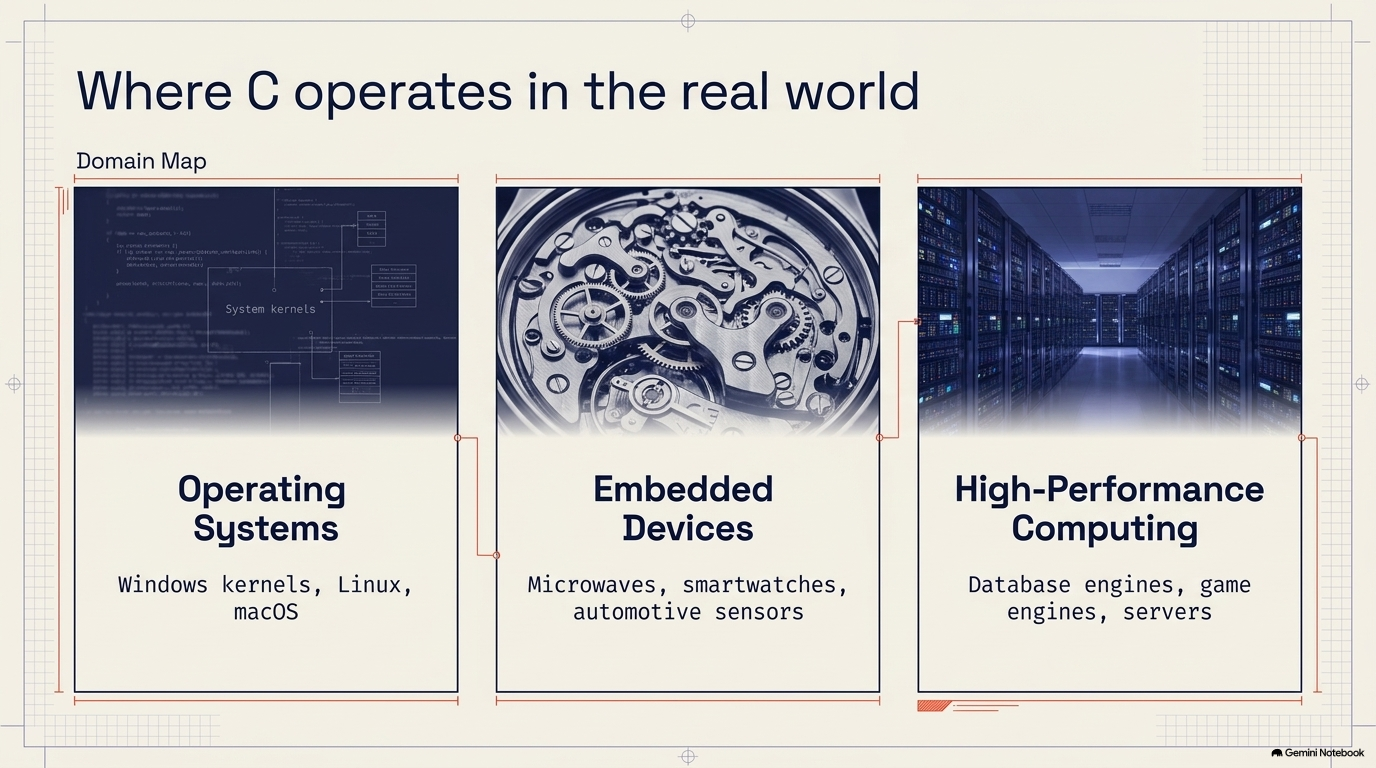 Where C operates in the real world
Domain Map
System kernels
Operating
Systems
Windows kernels, Linux,
macOS
Embedded
Devices
Microwaves, smartwatches,
automotive sensors
High-Performance
Computing
Database engines, game
engines, servers
Gemini Notebook